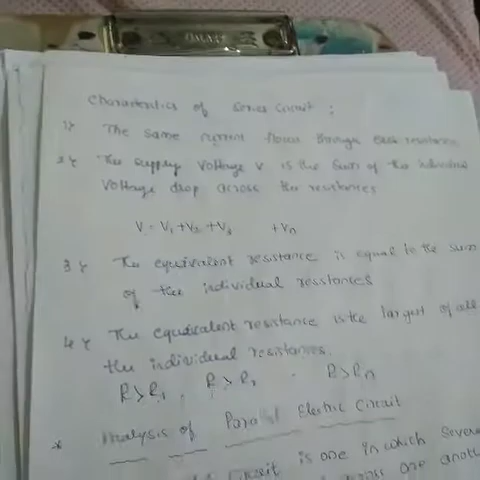 Characteristics of Series Circuit :
1) The same current flows through each resistance
2) The supply voltage V is the sum of the individual
voltage drop across the resistances
V = V1 + V2 + V3 + Vn
3) The equivalent resistance is equal to the sum
of the individual resistances
4) The equivalent resistance is the largest of all
the individual resistances.
R>R1, R>R2 . R>Rn
* Analysis of Parallel Electric Circuit
Circuit is one in which
across one